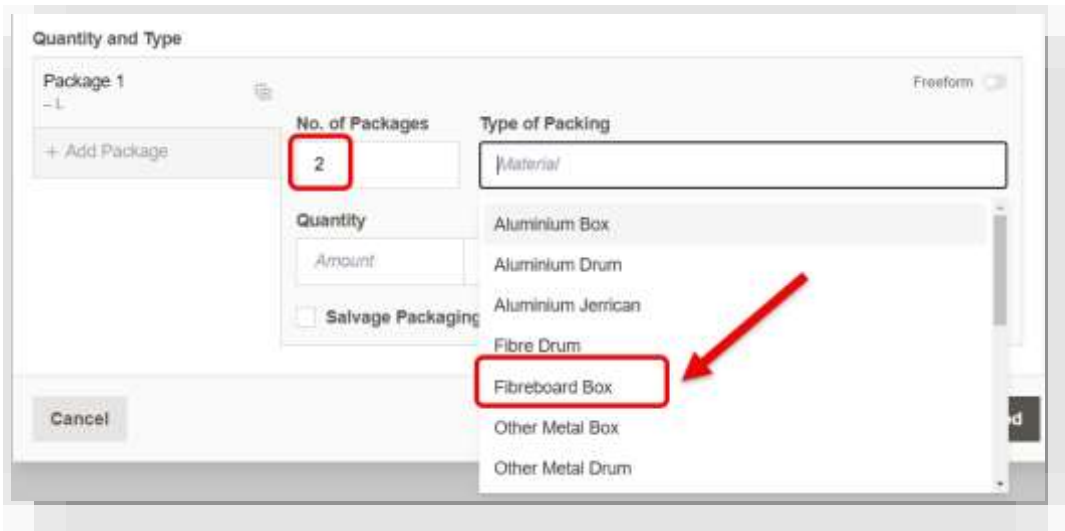 Quantity and Type
Package 1
– L
+ Add Package
Freeform
No. of Packages
Type of Packing
2
Material
Quantity
Amount
Salvage Packaging
Aluminium Box
Aluminium Drum
Aluminium Jerrican
Fibre Drum
Fibreboard Box
Other Metal Box
Other Metal Drum
Cancel